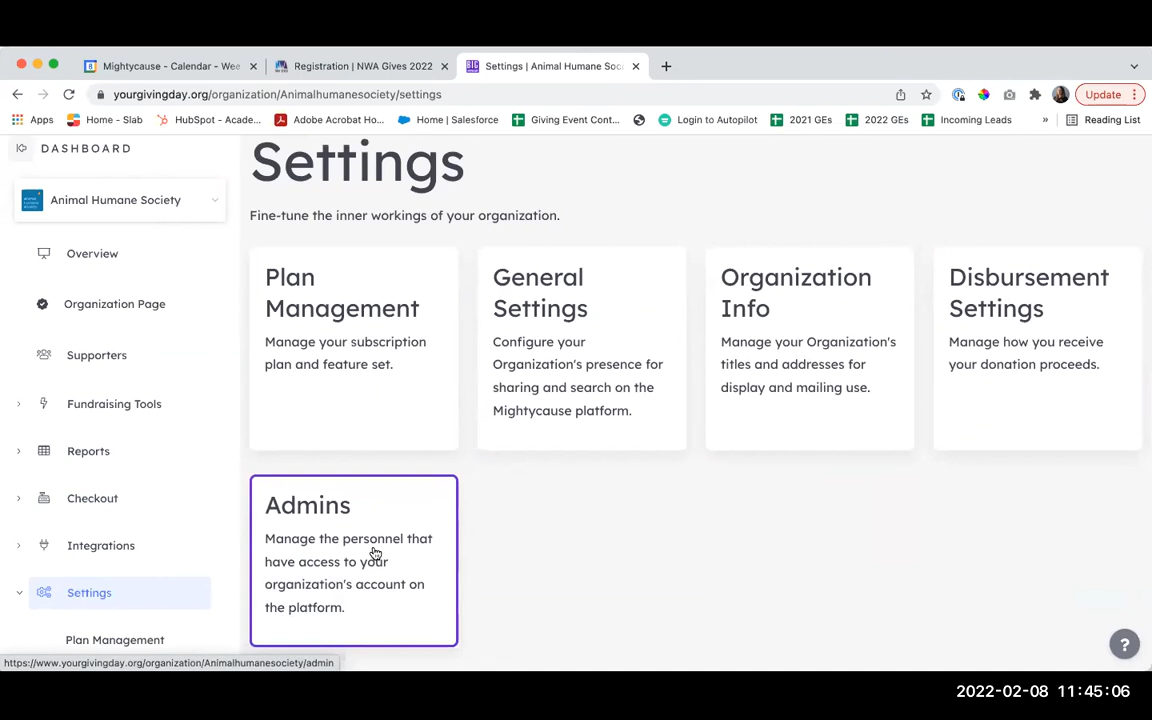 Mightycause - Calendar - Wee
Registration | NWA Gives 2022
Settings | Animal Humane Soc
yourgivingday.org/organization/Animalhumanesociety/settings
Update
Apps
Home - Slab
HubSpot - Acade...
Adobe Acrobat Ho...
Home | Salesforce
Giving Event Cont...
Login to Autopilot
2021 GEs
2022 GEs
Incoming Leads
»
Reading List
DASHBOARD
Animal Humane Society
Overview
Organization Page
Supporters
Fundraising Tools
Reports
Checkout
Integrations
Settings
Plan Management
Settings
Fine-tune the inner workings of your organization.
Plan
Management
Manage your subscription
plan and feature set.
General
Settings
Configure your
Organization's presence for
sharing and search on the
Mightycause platform.
Organization
Info
Manage your Organization's
titles and addresses for
display and mailing use.
Disbursement
Settings
Manage how you receive
your donation proceeds.
Admins
Manage the personnel that
have access to your
organization's account on
the platform.
?
https://www.yourgivingday.org/organization/Animalhumanesociety/admin
2022-02-08 11:45:06